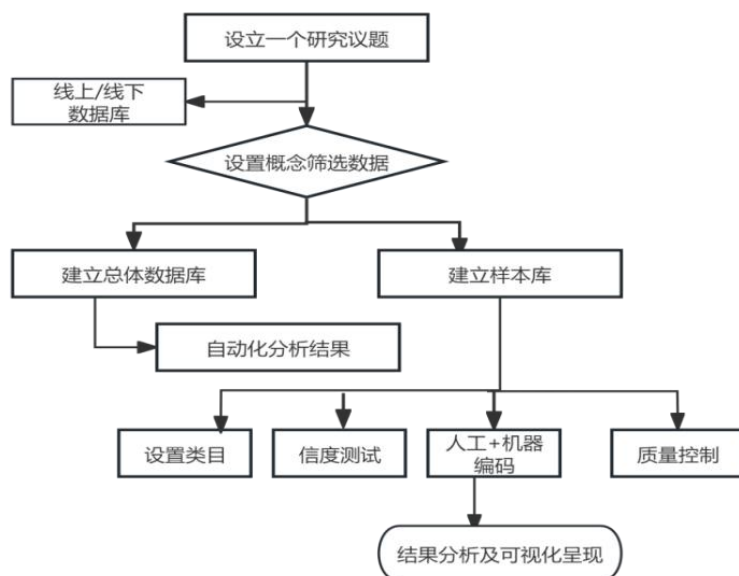 设立一个研究议题
线上/线下
数据库
设置概念筛选数据
建立总体数据库
建立样本库
自动化分析结果
设置类目
信度测试
人工+机器
编码
质量控制
结果分析及可视化呈现